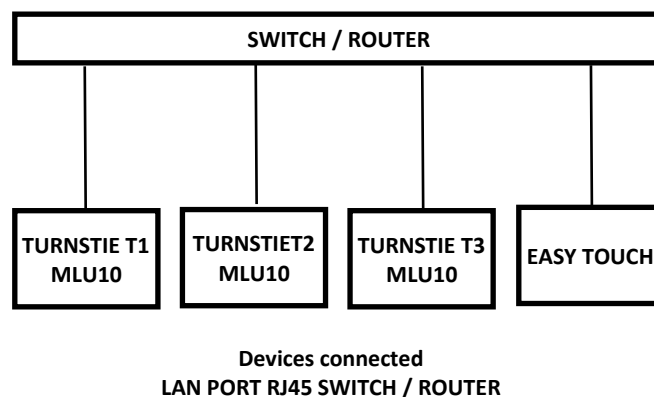 SWITCH / ROUTER
TURNSTIE T1
MLU10
TURNSTIET2
MLU10
TURNSTIE T3
MLU10
EASY TOUCH
Devices connected
LAN PORT RJ45 SWITCH / ROUTER